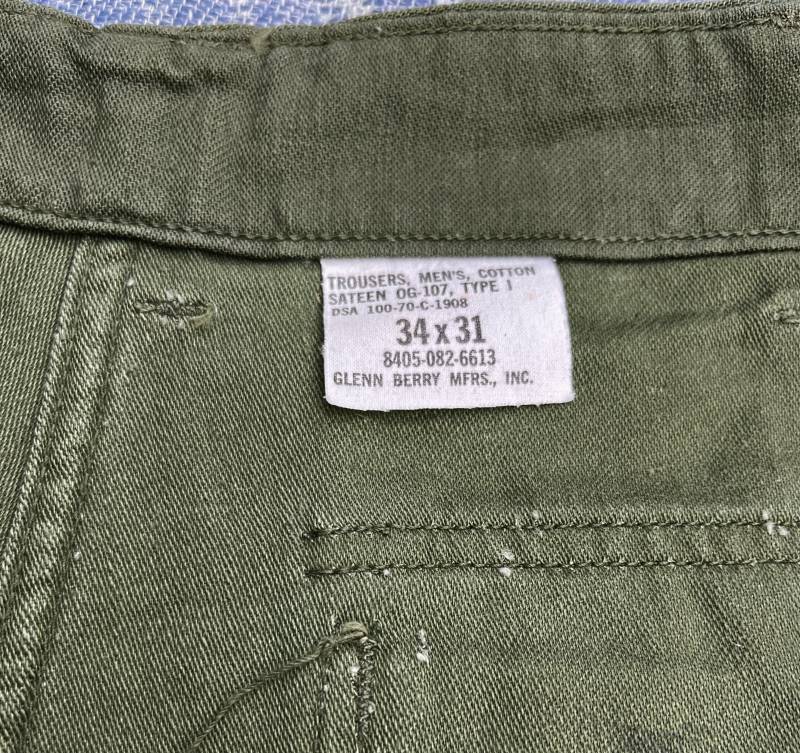 TROUSERS, MEN'S, COTTON
SATEEN OG-107, TYPE I
DSA 100-70-C-1908
34 x 31
8405-082-6613
GLENN BERRY MFRS., INC.